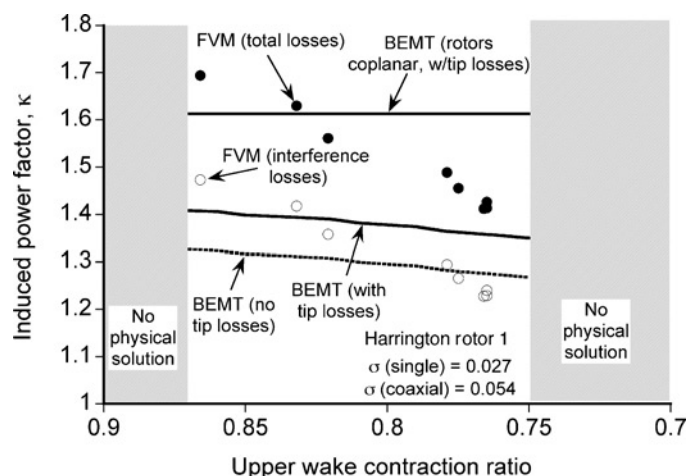 1.8
1.7
1.6
1.5
1.4
1.3
1.2
1.1
1
Induced power factor, κ
FVM (total losses)
BEMT (rotors
coplanar, w/tip losses)
FVM (interference
losses)
BEMT (no
tip losses)
BEMT (with
tip losses)
No
physical
solution
No
physical
solution
Harrington rotor 1
σ (single) = 0.027
σ (coaxial) = 0.054
0.9
0.85
0.8
0.75
0.7
Upper wake contraction ratio